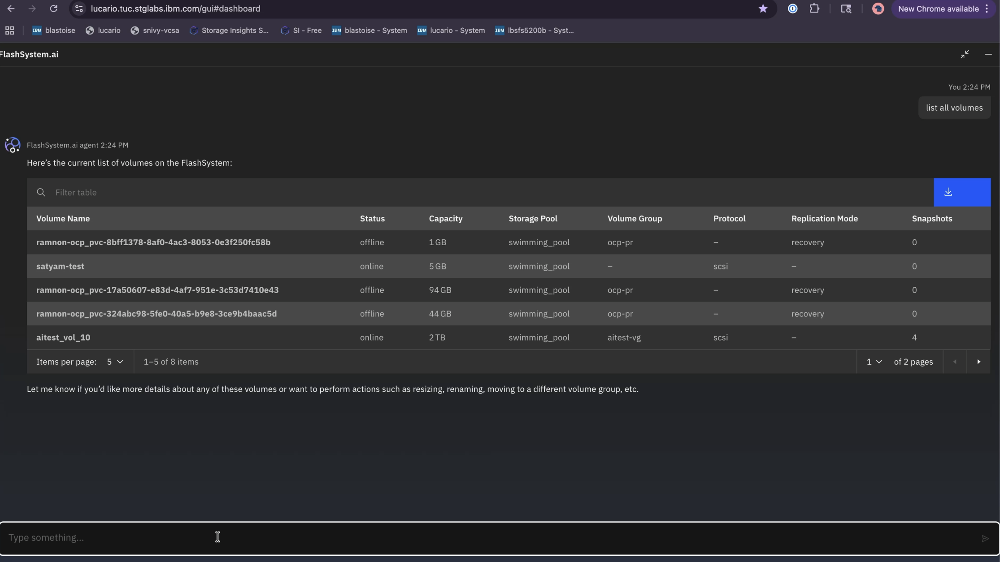 lucario.tuc.stglabs.ibm.com/gui#dashboard
New Chrome available
IBM blastoise lucario snivy-vcsa Storage Insights S... SI - Free IBM blastoise - System IBM lucario - System IBM lbsfs5200b - Syst...
FlashSystem.ai
You 2:24 PM
list all volumes
FlashSystem.ai agent 2:24 PM
Here’s the current list of volumes on the FlashSystem:
Filter table
Volume Name Status Capacity Storage Pool Volume Group Protocol Replication Mode Snapshots
ramnon-ocp_pvc-8bff1378-8af0-4ac3-8053-0e3f250fc58b offline 1 GB swimming_pool ocp-pr – recovery 0
satyam-test online 5 GB swimming_pool – scsi – 0
ramnon-ocp_pvc-17a50607-e83d-4af7-951e-3c53d7410e43 offline 94 GB swimming_pool ocp-pr – recovery 0
ramnon-ocp_pvc-324abc98-5fe0-40a5-b9e8-3ce9b4baac5d offline 44 GB swimming_pool ocp-pr – recovery 0
aitest_vol_10 online 2 TB swimming_pool aitest-vg scsi – 4
Items per page: 5 1–5 of 8 items 1 of 2 pages
Let me know if you’d like more details about any of these volumes or want to perform actions such as resizing, renaming, moving to a different volume group, etc.
Type something...